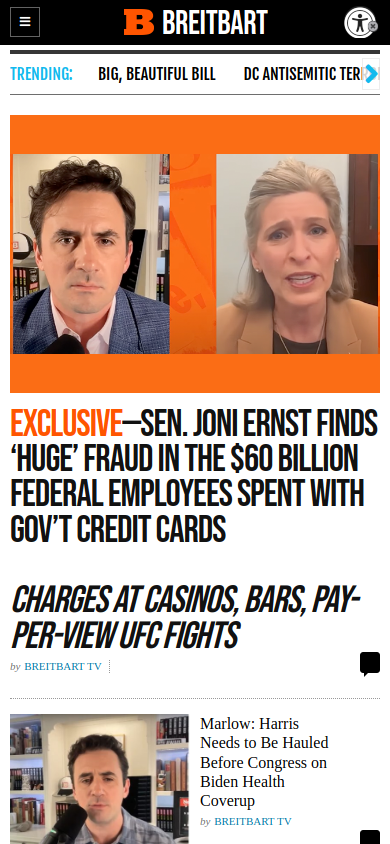 BREITBART
TRENDING: BIG, BEAUTIFUL BILL DC ANTISEMITIC
EXCLUSIVE—SEN. JONI ERNST FINDS
‘HUGE’ FRAUD IN THE $60 BILLION
FEDERAL EMPLOYEES SPENT WITH
GOV’T CREDIT CARDS
CHARGES AT CASINOS, BARS, PAY-
PER-VIEW UFC FIGHTS
by BREITBART TV
Marlow: Harris
Needs to Be Hauled
Before Congress on
Biden Health
Coverup
by BREITBART TV